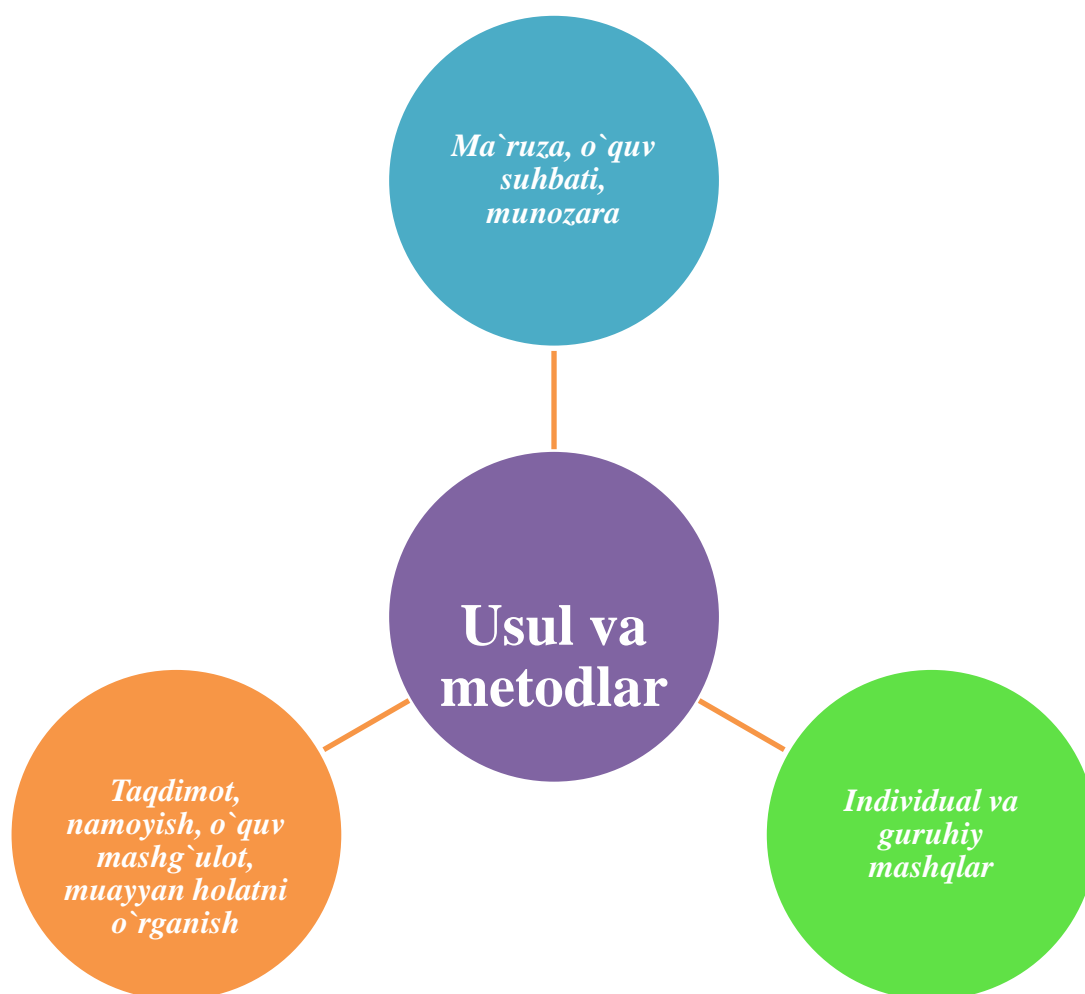 Ma`ruza, o`quv
suhbati,
munozara
Usul va
metodlar
Taqdimot,
namoyish, o`quv
mashg`ulot,
muayyan holatni
o`rganish
Individual va
guruhiy
mashqlar